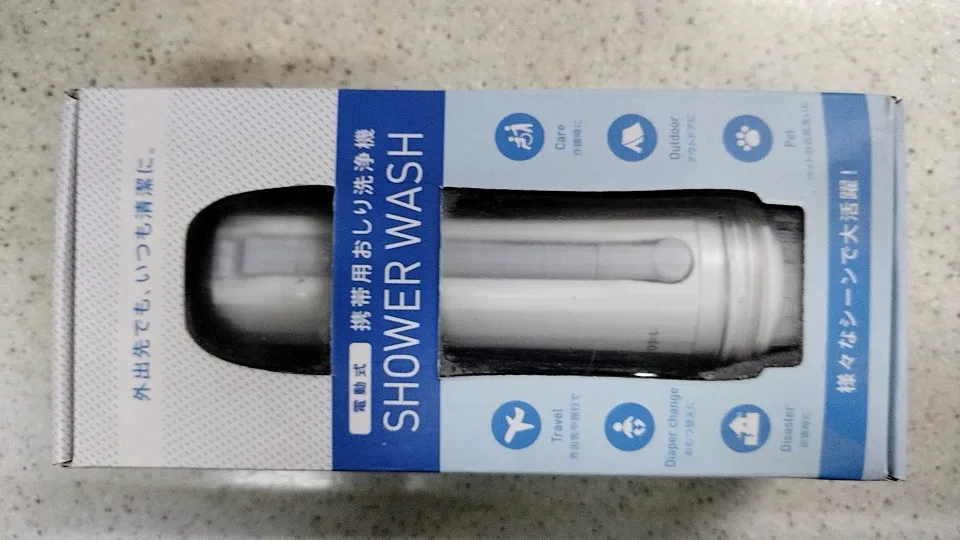 外出先でも、いつも清潔に。
電動式 携帯用おしり洗浄機
SHOWER WASH
Travel
外出先や旅行で
Care
介護時に
Diaper change
おむつ替えに
Outdoor
アウトドアに
Disaster
災害時に
Pet
ペットのお尻洗いに
様々なシーンで大活躍!